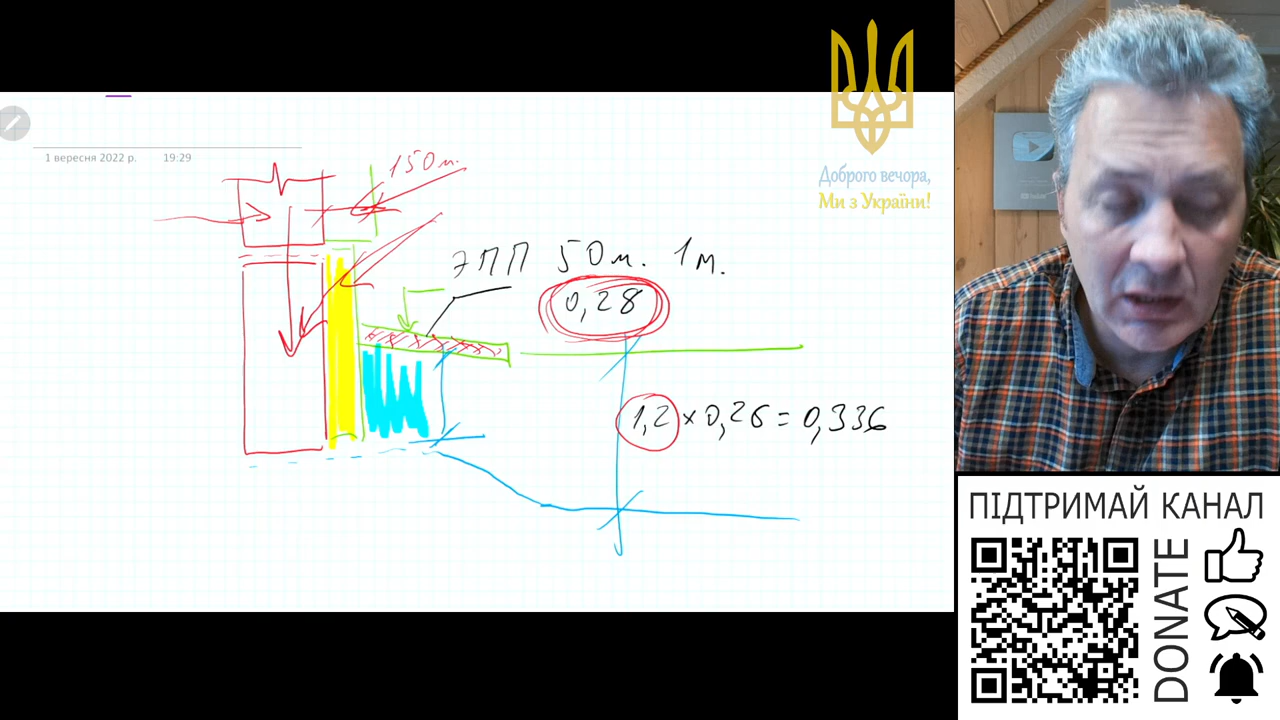 1 вересня 2022 р. 19:29
150м.
ЭПП 50м. 1м.
0,28
1,2×0,28=0,336
Доброго вечора,
Ми з України!
ПІДТРИМАЙ КАНАЛ
DONATE